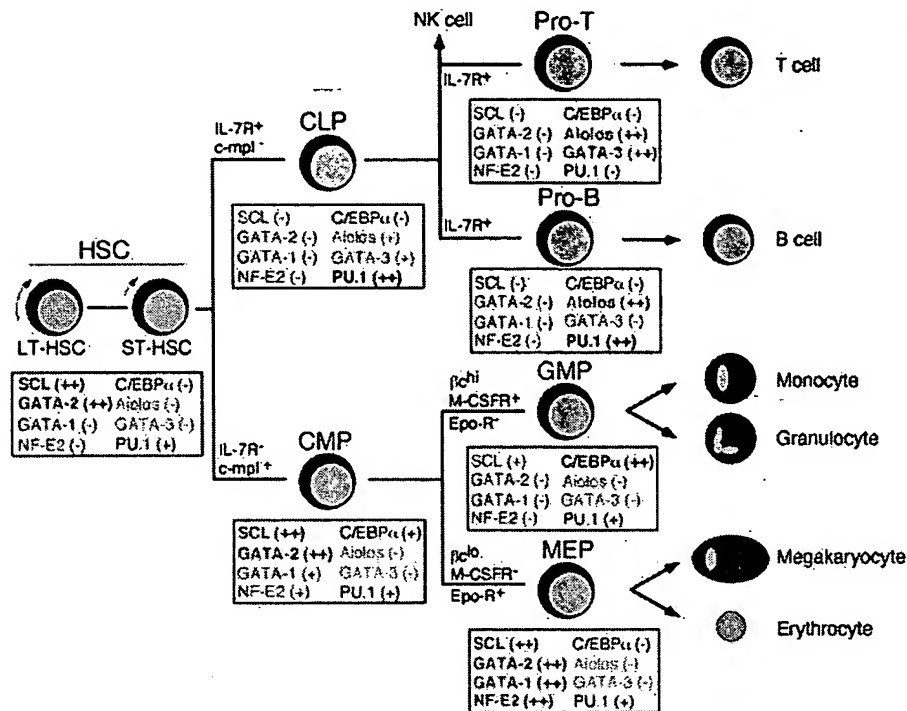 NK cell
Pro-T
T cell
IL-7R+
SCL (-) C/EBPα (-)
GATA-2 (-) Aiolos (++)
GATA-1 (-) GATA-3 (++)
NF-E2 (-) PU.1 (-)
IL-7R+
c-mpl-
CLP
SCL (-) C/EBPα (-)
GATA-2 (-) Aiolos (+)
GATA-1 (-) GATA-3 (+)
NF-E2 (-) PU.1 (++)
Pro-B
B cell
IL-7R+
SCL (-) C/EBPα (-)
GATA-2 (-) Aiolos (++)
GATA-1 (-) GATA-3 (-)
NF-E2 (-) PU.1 (++)
HSC
LT-HSC ST-HSC
SCL (++) C/EBPα (-)
GATA-2 (++) Aiolos (-)
GATA-1 (-) GATA-3 (-)
NF-E2 (-) PU.1 (+)
IL-7R-
c-mpl+
CMP
SCL (++) C/EBPα (+)
GATA-2 (++) Aiolos (-)
GATA-1 (+) GATA-3 (-)
NF-E2 (+) PU.1 (+)
βchi
M-CSFR+
Epo-R-
GMP
Monocyte
Granulocyte
SCL (+) C/EBPα (++)
GATA-2 (-) Aiolos (-)
GATA-1 (-) GATA-3 (-)
NF-E2 (-) PU.1 (+)
βclo
M-CSFR-
Epo-R+
MEP
Megakaryocyte
Erythrocyte
SCL (++) C/EBPα (-)
GATA-2 (++) Aiolos (-)
GATA-1 (++) GATA-3 (-)
NF-E2 (++) PU.1 (+)